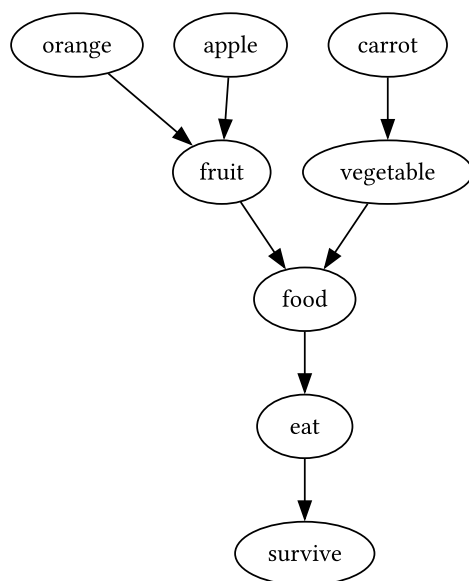 orange apple carrot
fruit vegetable
food
eat
survive